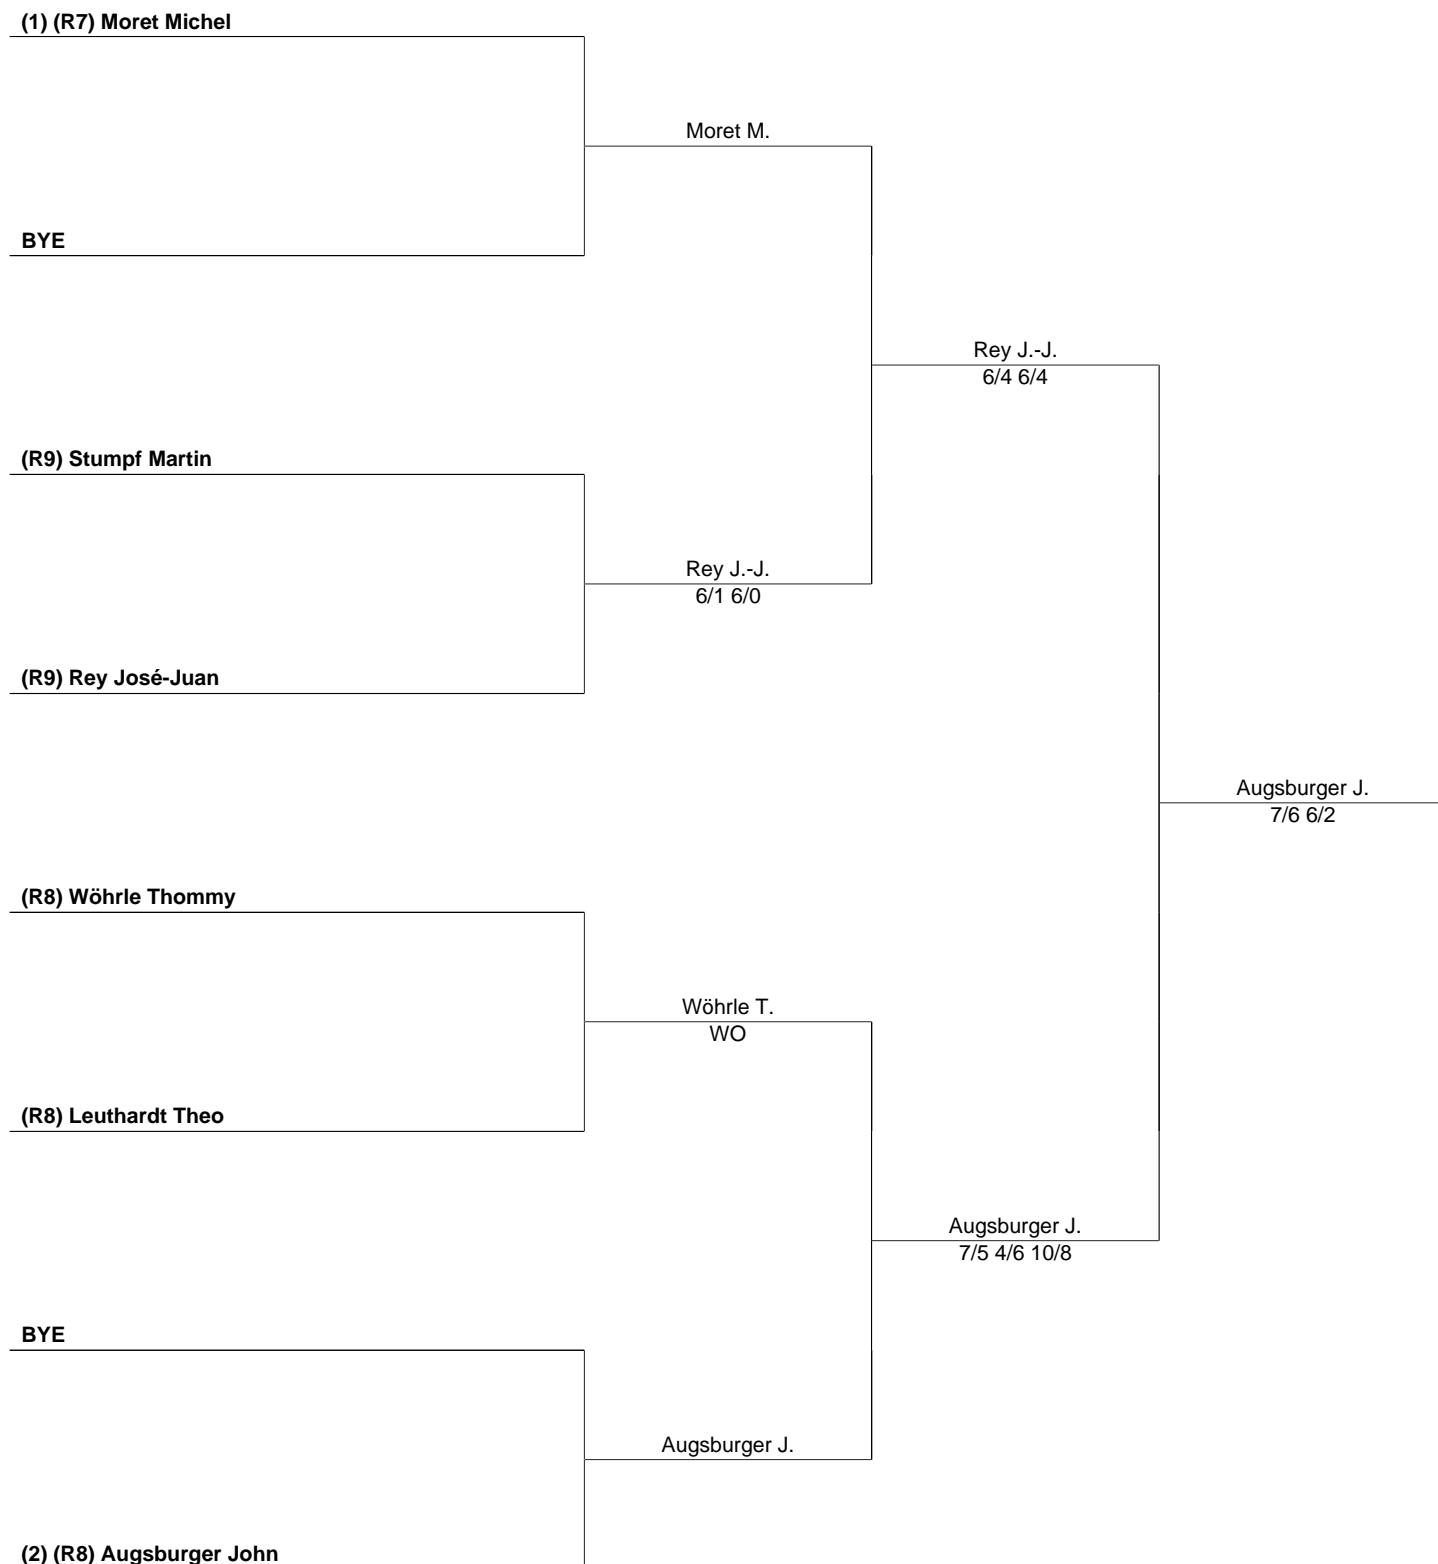 (1) (R7) Moret Michel
Moret M.
BYE
Rey J.-J.
6/4 6/4
(R9) Stumpf Martin
Rey J.-J.
6/1 6/0
(R9) Rey José-Juan
Augsburger J.
7/6 6/2
(R8) Wöhrle Thommy
Wöhrle T.
WO
(R8) Leuthardt Theo
Augsburger J.
7/5 4/6 10/8
BYE
Augsburger J.
(2) (R8) Augsburger John